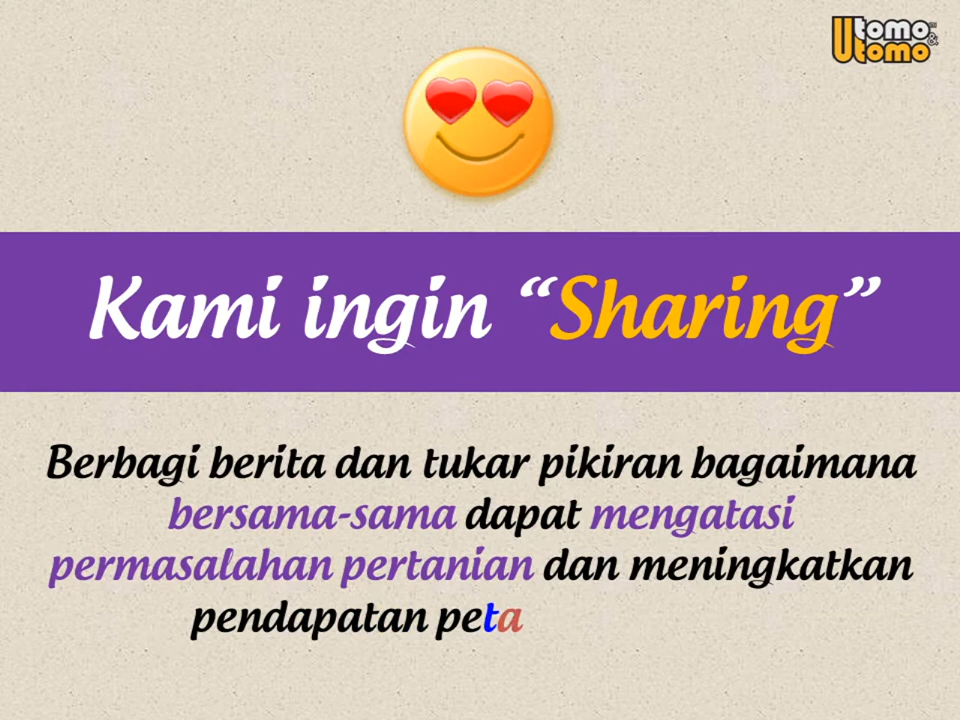 Utomo &
Utomo
Kami ingin “Sharing”
Berbagi berita dan tukar pikiran bagaimana
bersama-sama dapat mengatasi
permasalahan pertanian dan meningkatkan
pendapatan peta